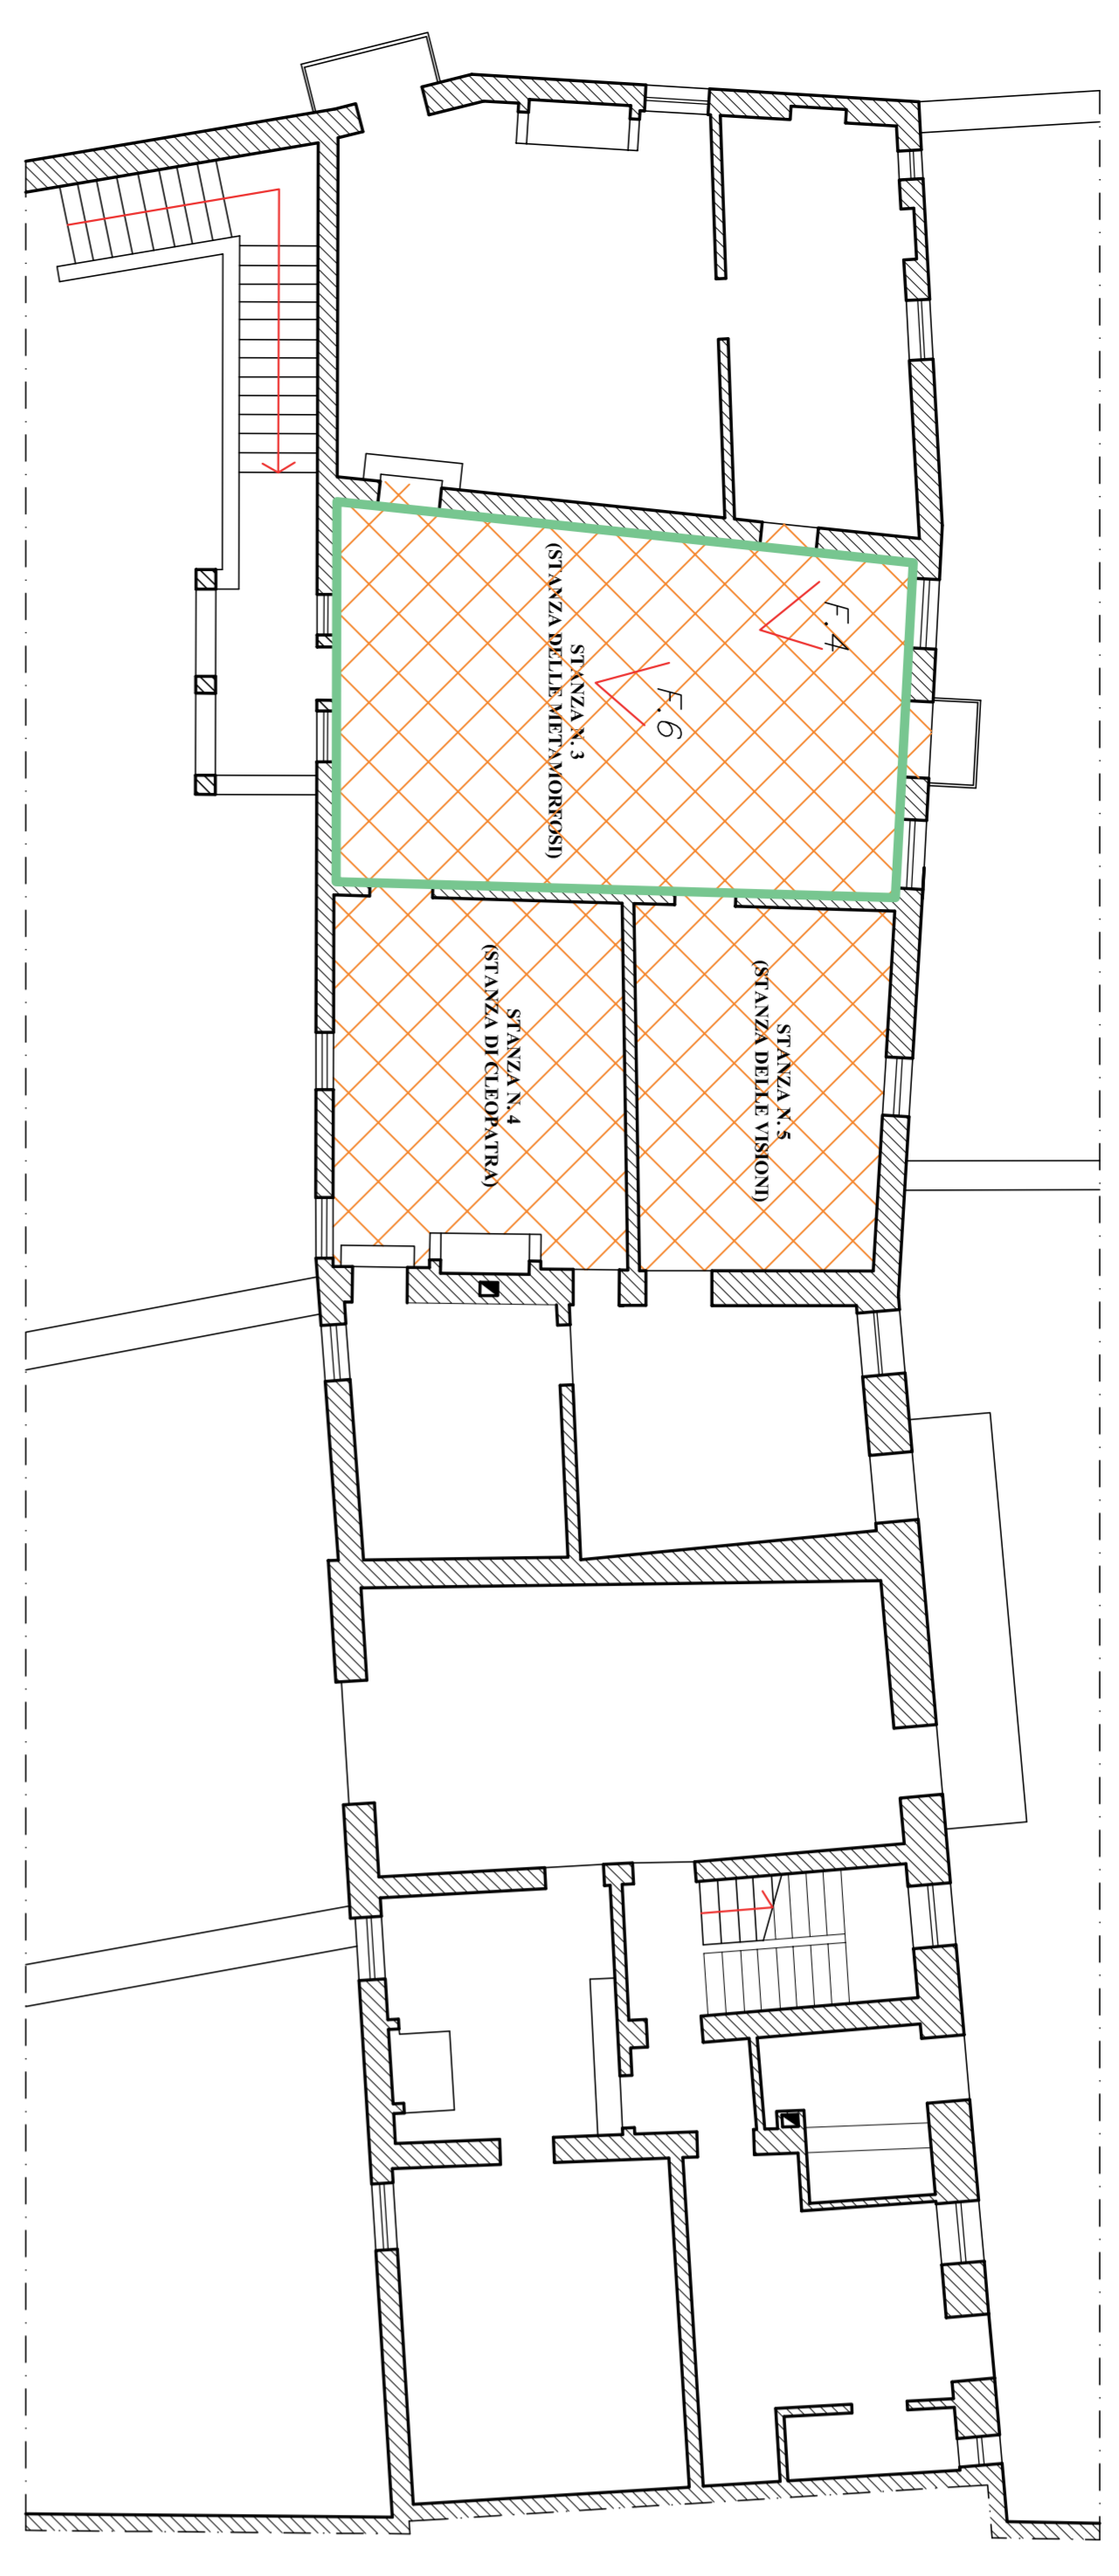 F.4
F.6
STANZA N. 3
(STANZA DELLE METAMORFOSI)
STANZA N. 4
(STANZA DI CLEOPATRA)
STANZA N. 5
(STANZA DELLE VISIONI)